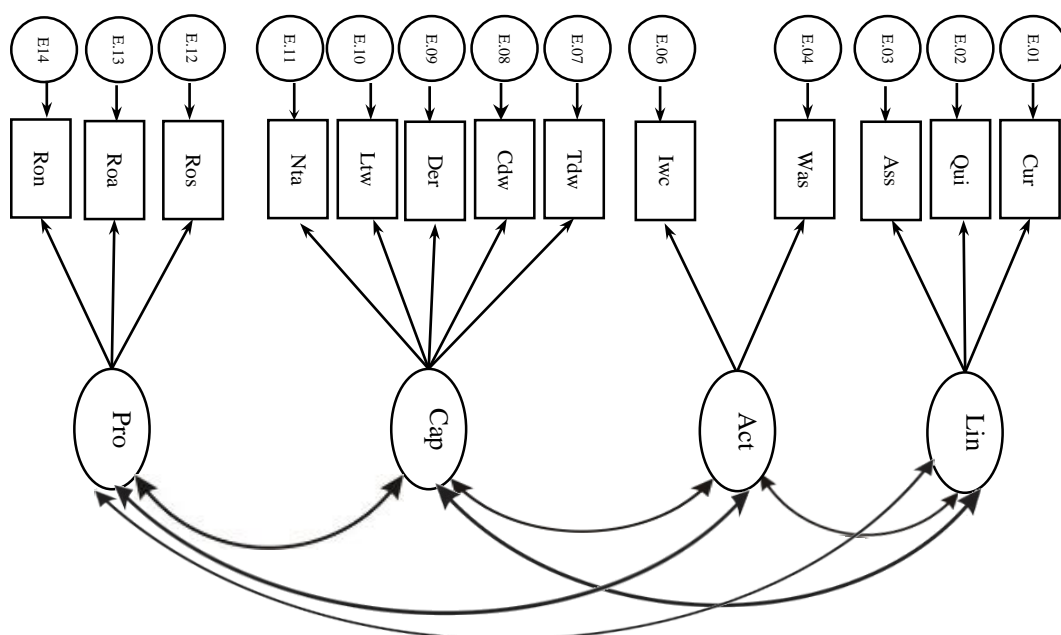 E14
E.13
E.12
E.11
E.10
E.09
E.08
E.07
E.06
E.04
E.03
E.02
E.01
Ron
Roa
Ros
Nta
Ltw
Der
Cdw
Tdw
Iwc
Was
Ass
Qui
Cur
Pro
Cap
Act
Lin